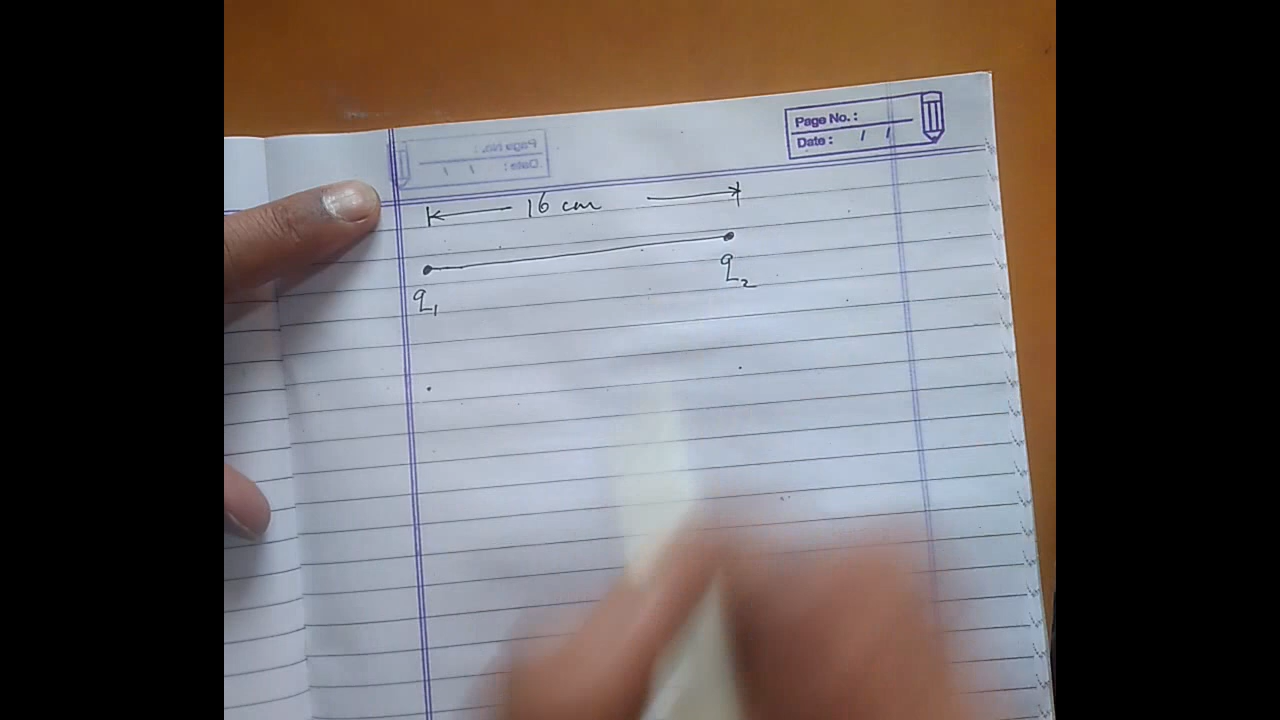 Page No. :
Date : / /
16 cm
q₁
q₂